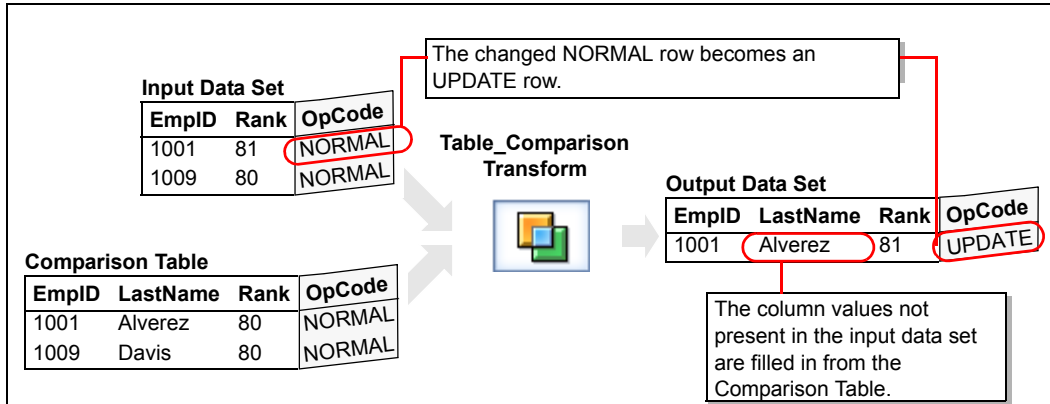 The changed NORMAL row becomes an
UPDATE row.
Input Data Set
EmpID Rank OpCode
1001 81 NORMAL
1009 80 NORMAL
Table_Comparison
Transform
Output Data Set
EmpID LastName Rank OpCode
1001 Alverez 81 UPDATE
Comparison Table
EmpID LastName Rank OpCode
1001 Alverez 80 NORMAL
1009 Davis 80 NORMAL
The column values not
present in the input data set
are filled in from the
Comparison Table.